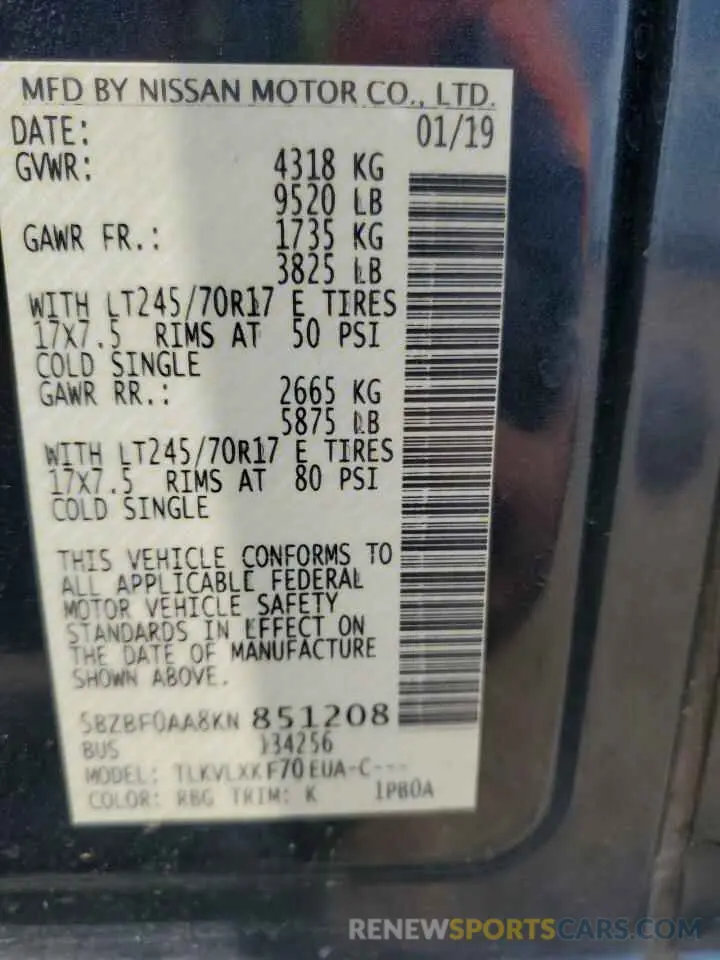 MFD BY NISSAN MOTOR CO., LTD.
DATE: 01/19
GVWR: 4318 KG
9520 LB
GAWR FR.: 1735 KG
3825 LB
WITH LT245/70R17 E TIRES
17X7.5 RIMS AT 50 PSI
COLD SINGLE
GAWR RR.: 2665 KG
5875 LB
WITH LT245/70R17 E TIRES
17X7.5 RIMS AT 80 PSI
COLD SINGLE
THIS VEHICLE CONFORMS TO
ALL APPLICABLE FEDERAL
MOTOR VEHICLE SAFETY
STANDARDS IN EFFECT ON
THE DATE OF MANUFACTURE
SHOWN ABOVE.
5BZBF0AA8KN 851208
BUS 134256
MODEL: TLKVLXKF70EUA-C---
COLOR: RBG TRIM: K 1PB0A
RENEWSPORTSCARS.COM